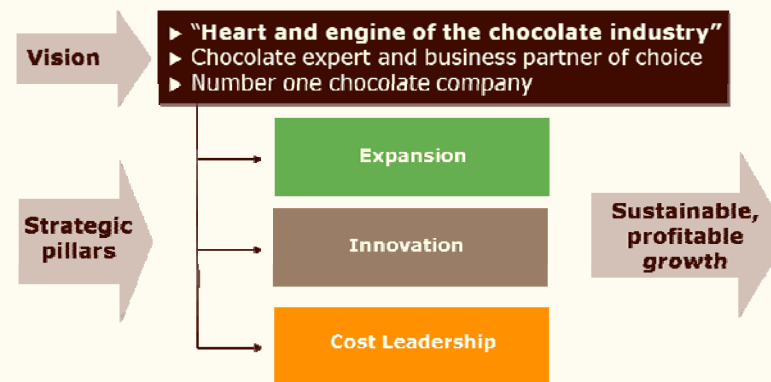 Vision
▸ “Heart and engine of the chocolate industry”
▸ Chocolate expert and business partner of choice
▸ Number one chocolate company
Strategic
pillars
Expansion
Innovation
Cost Leadership
Sustainable,
profitable
growth